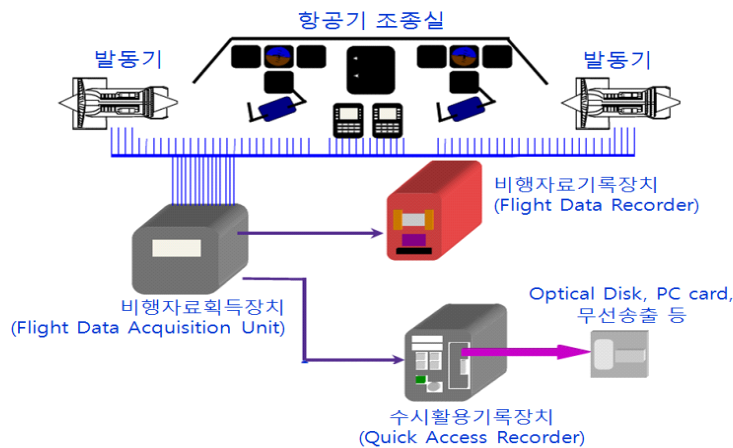 항공기 조종실
발동기
발동기
비행자료기록장치
(Flight Data Recorder)
비행자료획득장치
(Flight Data Acquisition Unit)
Optical Disk, PC card,
무선송출 등
수시활용기록장치
(Quick Access Recorder)